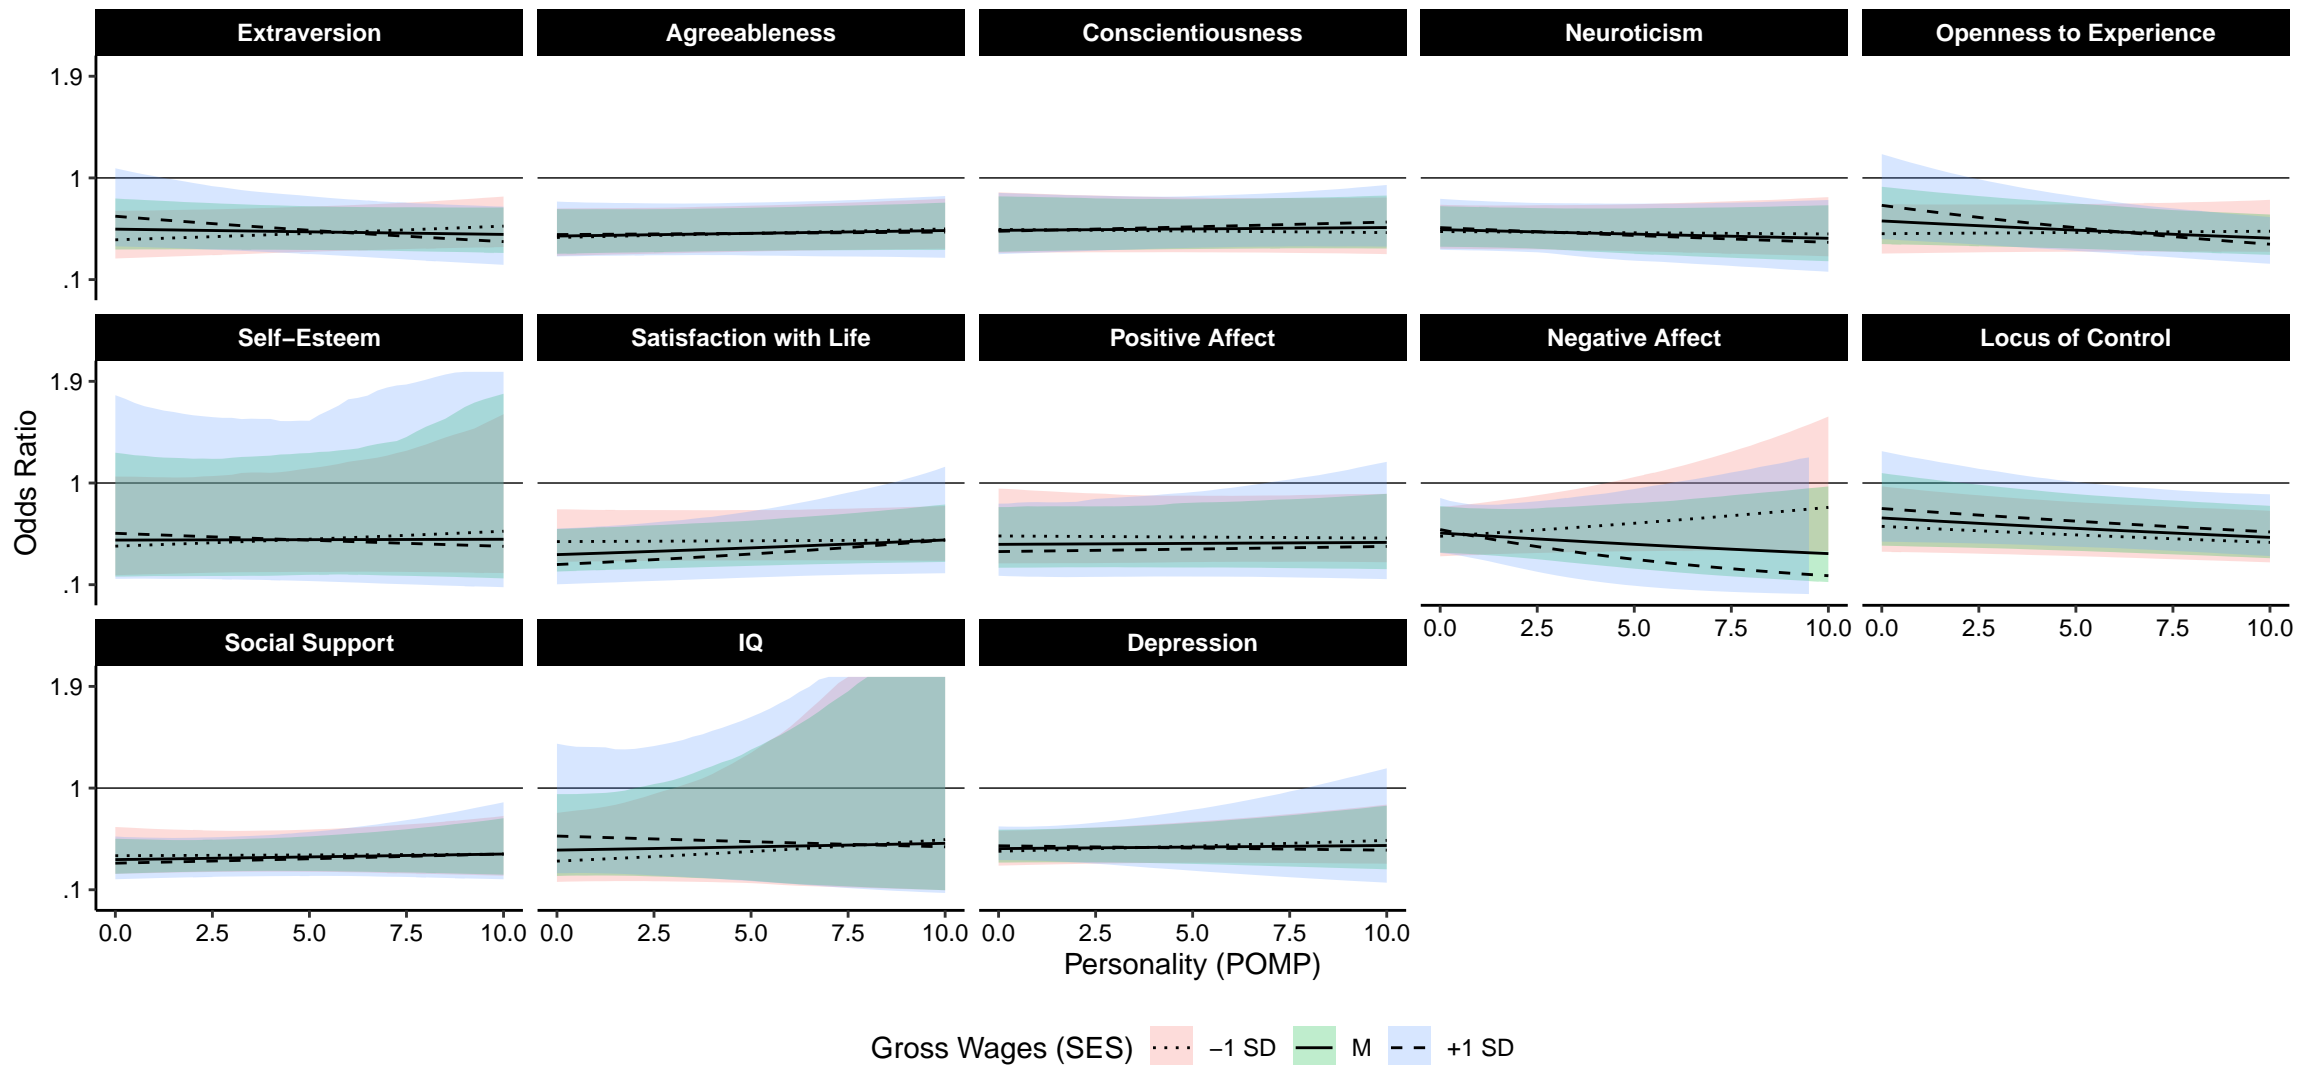 Extraversion Agreeableness Conscientiousness Neuroticism Openness to Experience
1.9
1
.1
Self−Esteem Satisfaction with Life Positive Affect Negative Affect Locus of Control
1.9
1
.1
0.0 2.5 5.0 7.5 10.0 0.0 2.5 5.0 7.5 10.0
Social Support IQ Depression
1.9
1
.1
0.0 2.5 5.0 7.5 10.0 0.0 2.5 5.0 7.5 10.0 0.0 2.5 5.0 7.5 10.0
Odds Ratio
Personality (POMP)
Gross Wages (SES) −1 SD M +1 SD